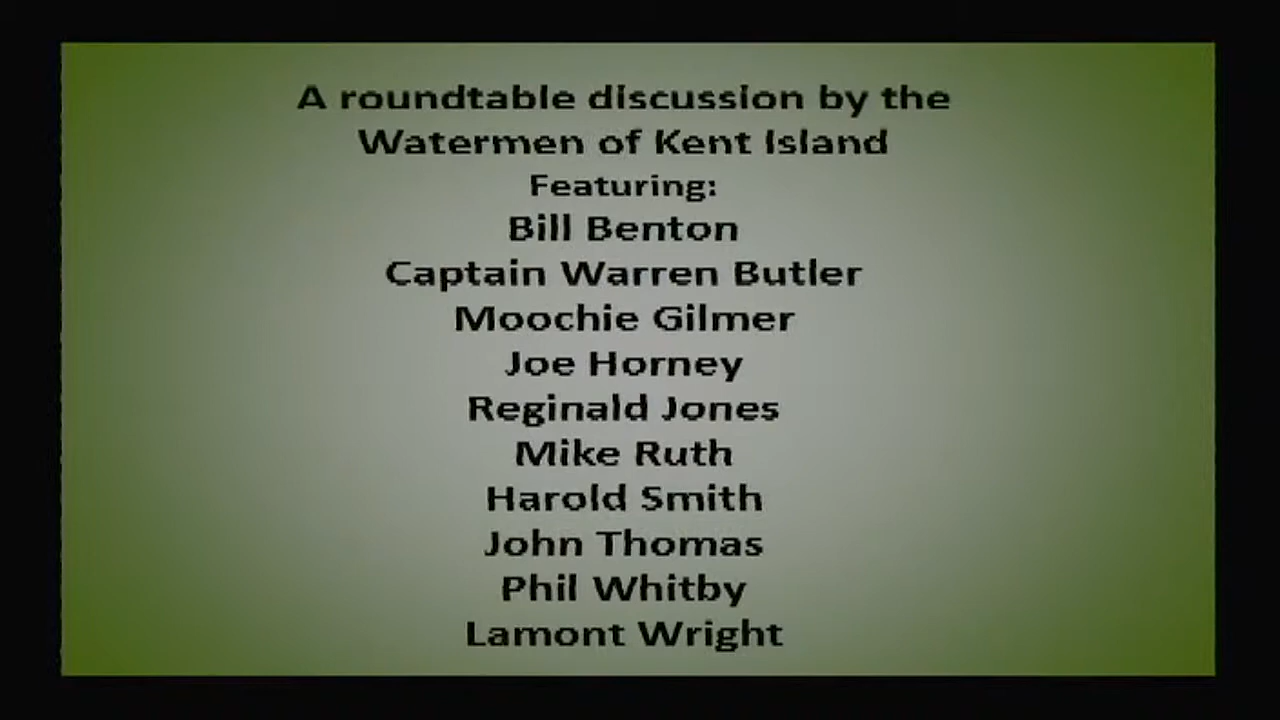 A roundtable discussion by the
Watermen of Kent Island
Featuring:
Bill Benton
Captain Warren Butler
Moochie Gilmer
Joe Horney
Reginald Jones
Mike Ruth
Harold Smith
John Thomas
Phil Whitby
Lamont Wright